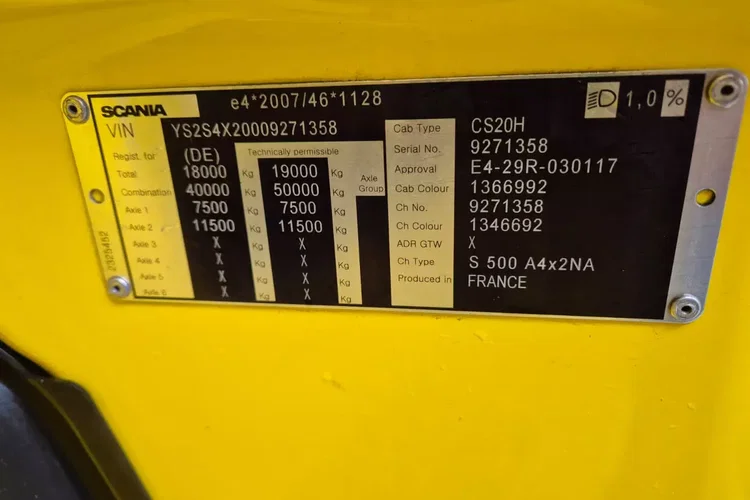 SCANIA e4*2007/46*1128 1,0 %
VIN YS2S4X20009271358
Regist. for (DE) Technically permissible
Total 18000 Kg 19000 Kg Axle Group
Combination 40000 Kg 50000 Kg
Axle 1 7500 Kg 7500 Kg
Axle 2 11500 Kg 11500 Kg
Axle 3 X Kg X Kg
Axle 4 X Kg X Kg
Axle 5 X Kg X Kg
Axle 6 X Kg X Kg
2325452
Cab Type CS20H
Serial No. 9271358
Approval E4-29R-030117
Cab Colour 1366992
Ch No. 9271358
Ch Colour 1346692
ADR GTW X
Ch Type S 500 A4x2NA
Produced in FRANCE